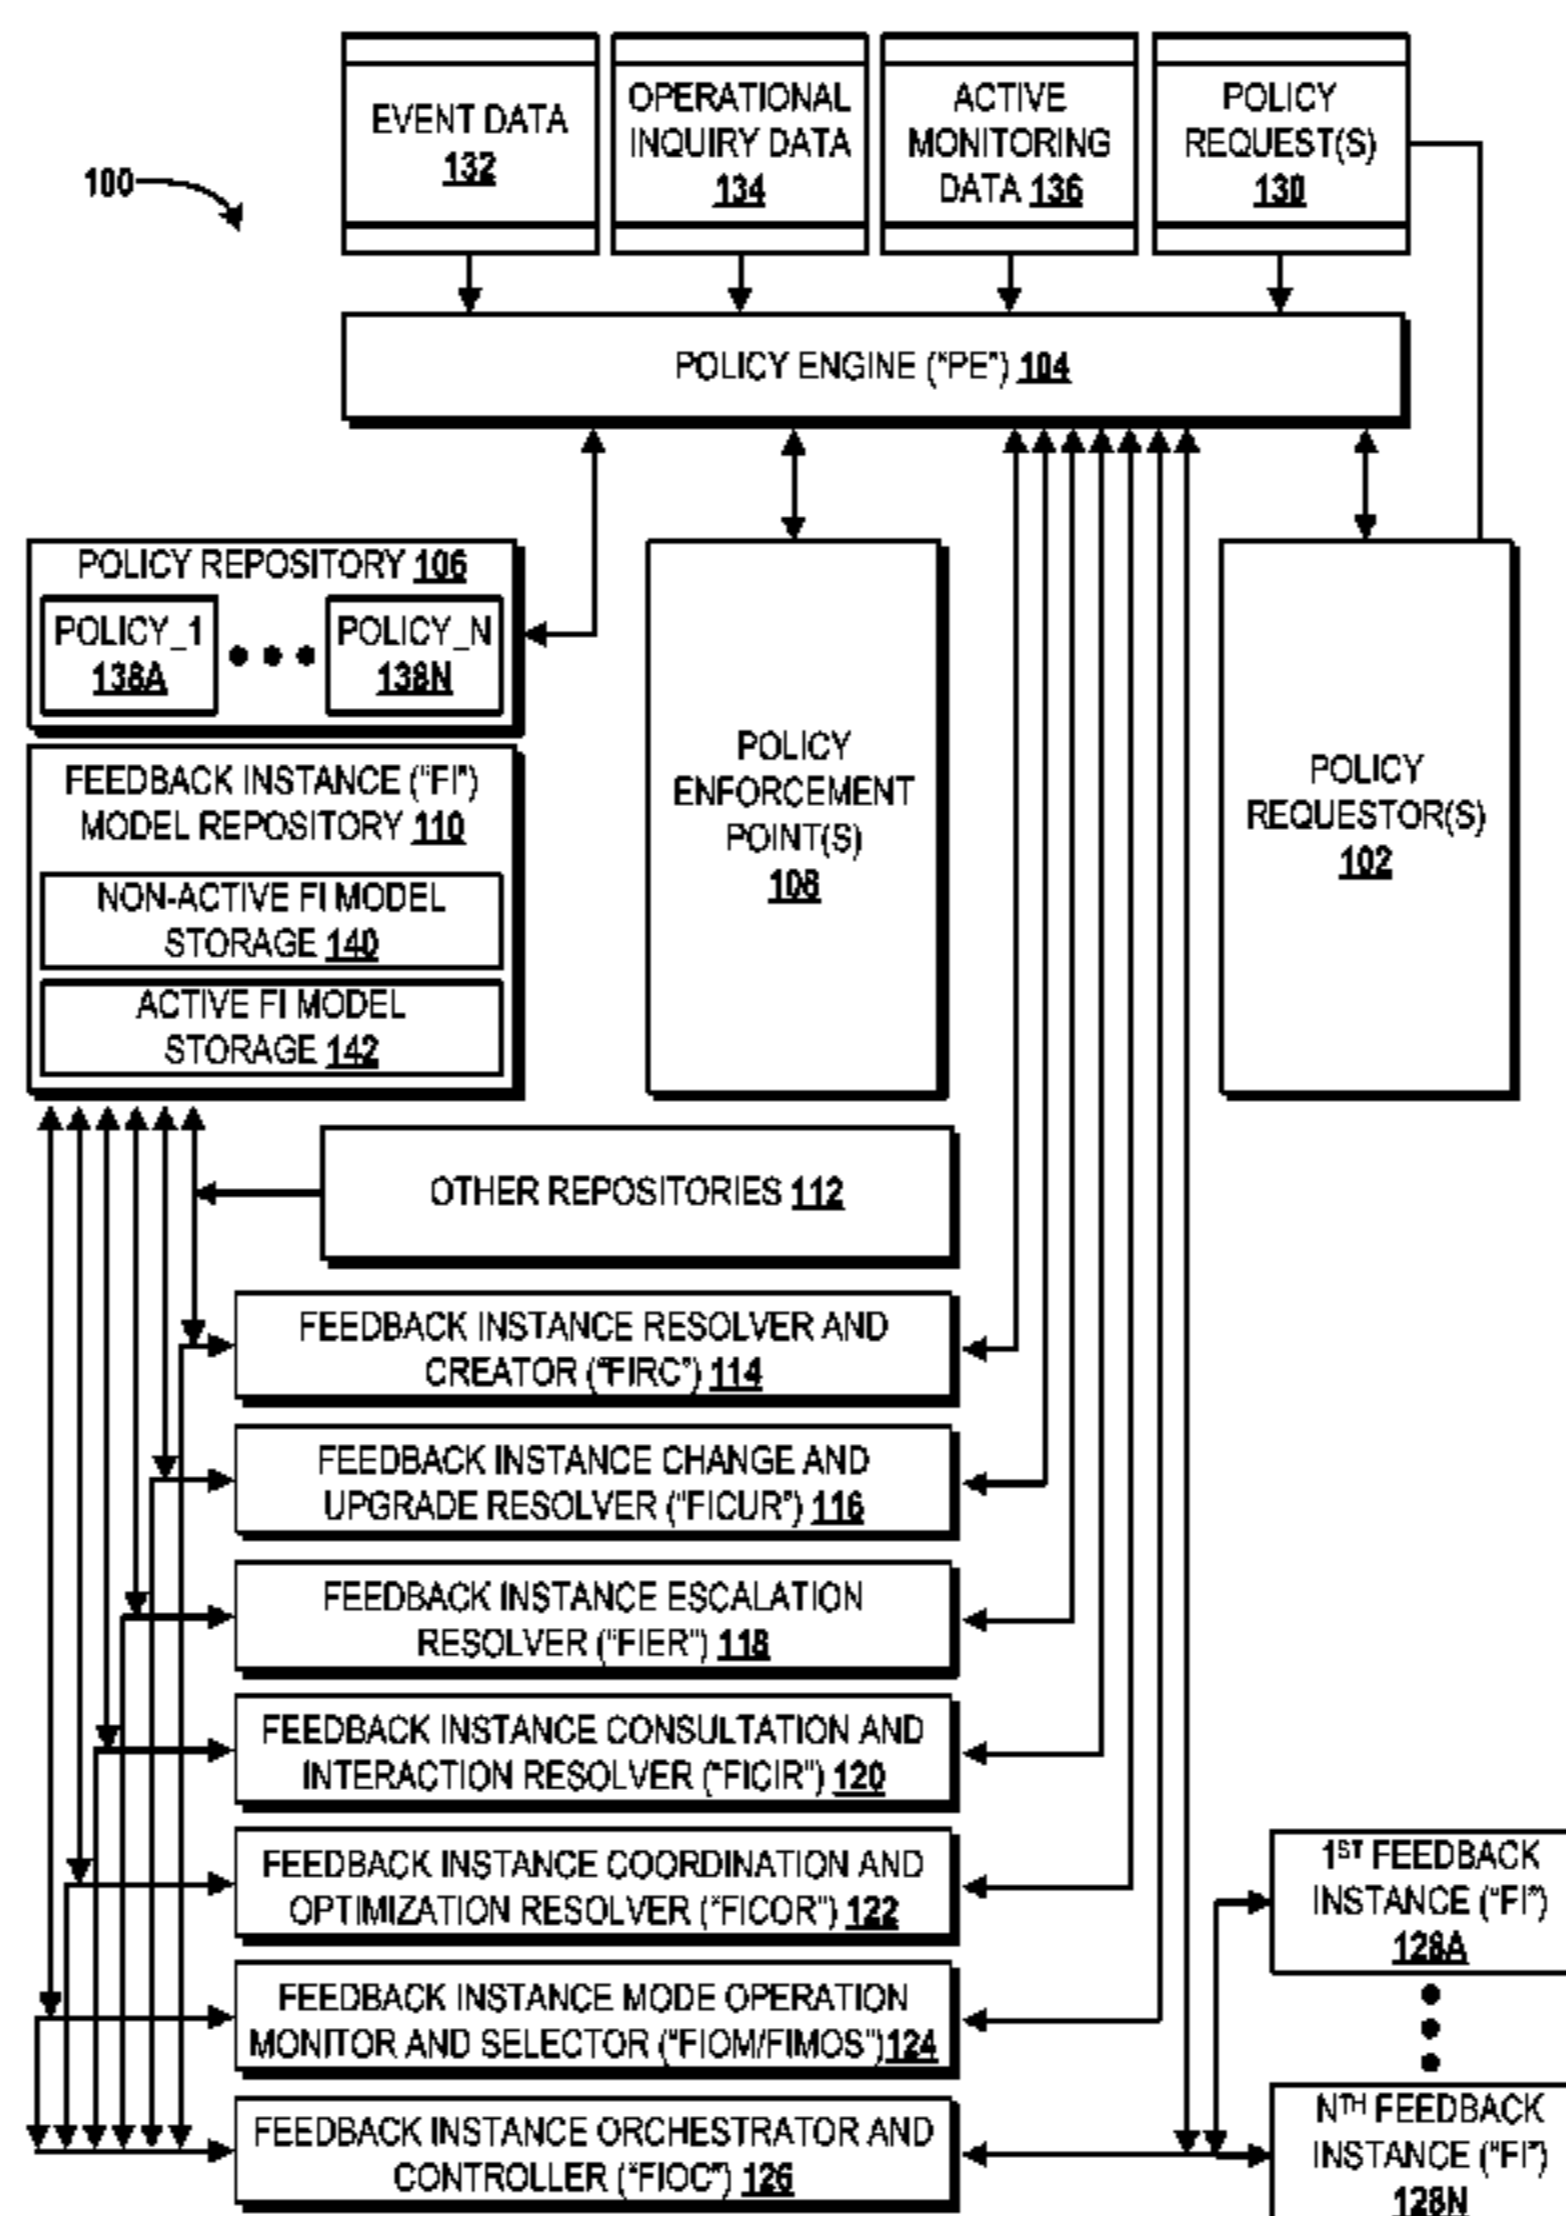 100
EVENT DATA
132
OPERATIONAL
INQUIRY DATA
134
ACTIVE
MONITORING
DATA 136
POLICY
REQUEST(S)
130
POLICY ENGINE ("PE") 104
POLICY REPOSITORY 106
POLICY_1
138A
POLICY_N
138N
FEEDBACK INSTANCE ("FI")
MODEL REPOSITORY 110
NON-ACTIVE FI MODEL
STORAGE 140
ACTIVE FI MODEL
STORAGE 142
POLICY
ENFORCEMENT
POINT(S)
108
POLICY
REQUESTOR(S)
102
OTHER REPOSITORIES 112
FEEDBACK INSTANCE RESOLVER AND
CREATOR ("FIRC") 114
FEEDBACK INSTANCE CHANGE AND
UPGRADE RESOLVER ("FICUR") 116
FEEDBACK INSTANCE ESCALATION
RESOLVER ("FIER") 118
FEEDBACK INSTANCE CONSULTATION AND
INTERACTION RESOLVER ("FICIR") 120
FEEDBACK INSTANCE COORDINATION AND
OPTIMIZATION RESOLVER ("FICOR") 122
FEEDBACK INSTANCE MODE OPERATION
MONITOR AND SELECTOR ("FIOM/FIMOS") 124
FEEDBACK INSTANCE ORCHESTRATOR AND
CONTROLLER ("FIOC") 126
1ST FEEDBACK
INSTANCE ("FI")
128A
NTH FEEDBACK
INSTANCE ("FI")
128N